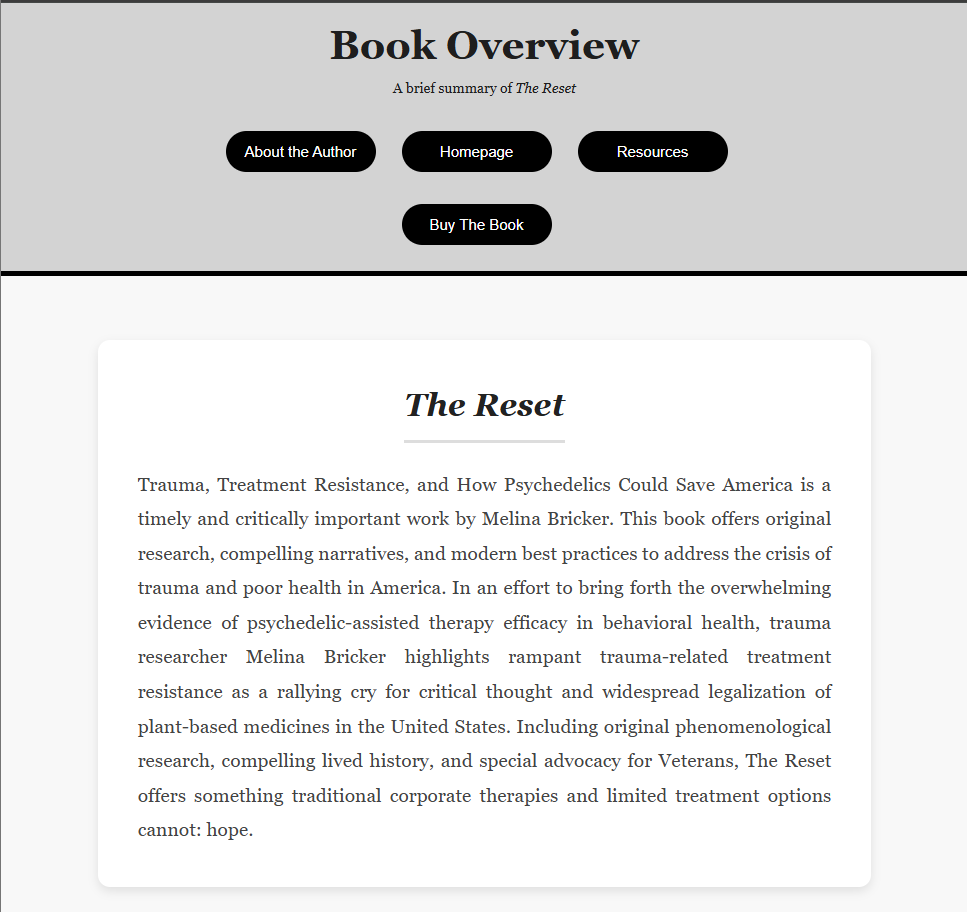 Book Overview
A brief summary of The Reset
About the Author
Homepage
Resources
Buy The Book
The Reset
Trauma, Treatment Resistance, and How Psychedelics Could Save America is a
timely and critically important work by Melina Bricker. This book offers original
research, compelling narratives, and modern best practices to address the crisis of
trauma and poor health in America. In an effort to bring forth the overwhelming
evidence of psychedelic-assisted therapy efficacy in behavioral health, trauma
researcher Melina Bricker highlights rampant trauma-related treatment
resistance as a rallying cry for critical thought and widespread legalization of
plant-based medicines in the United States. Including original phenomenological
research, compelling lived history, and special advocacy for Veterans, The Reset
offers something traditional corporate therapies and limited treatment options
cannot: hope.